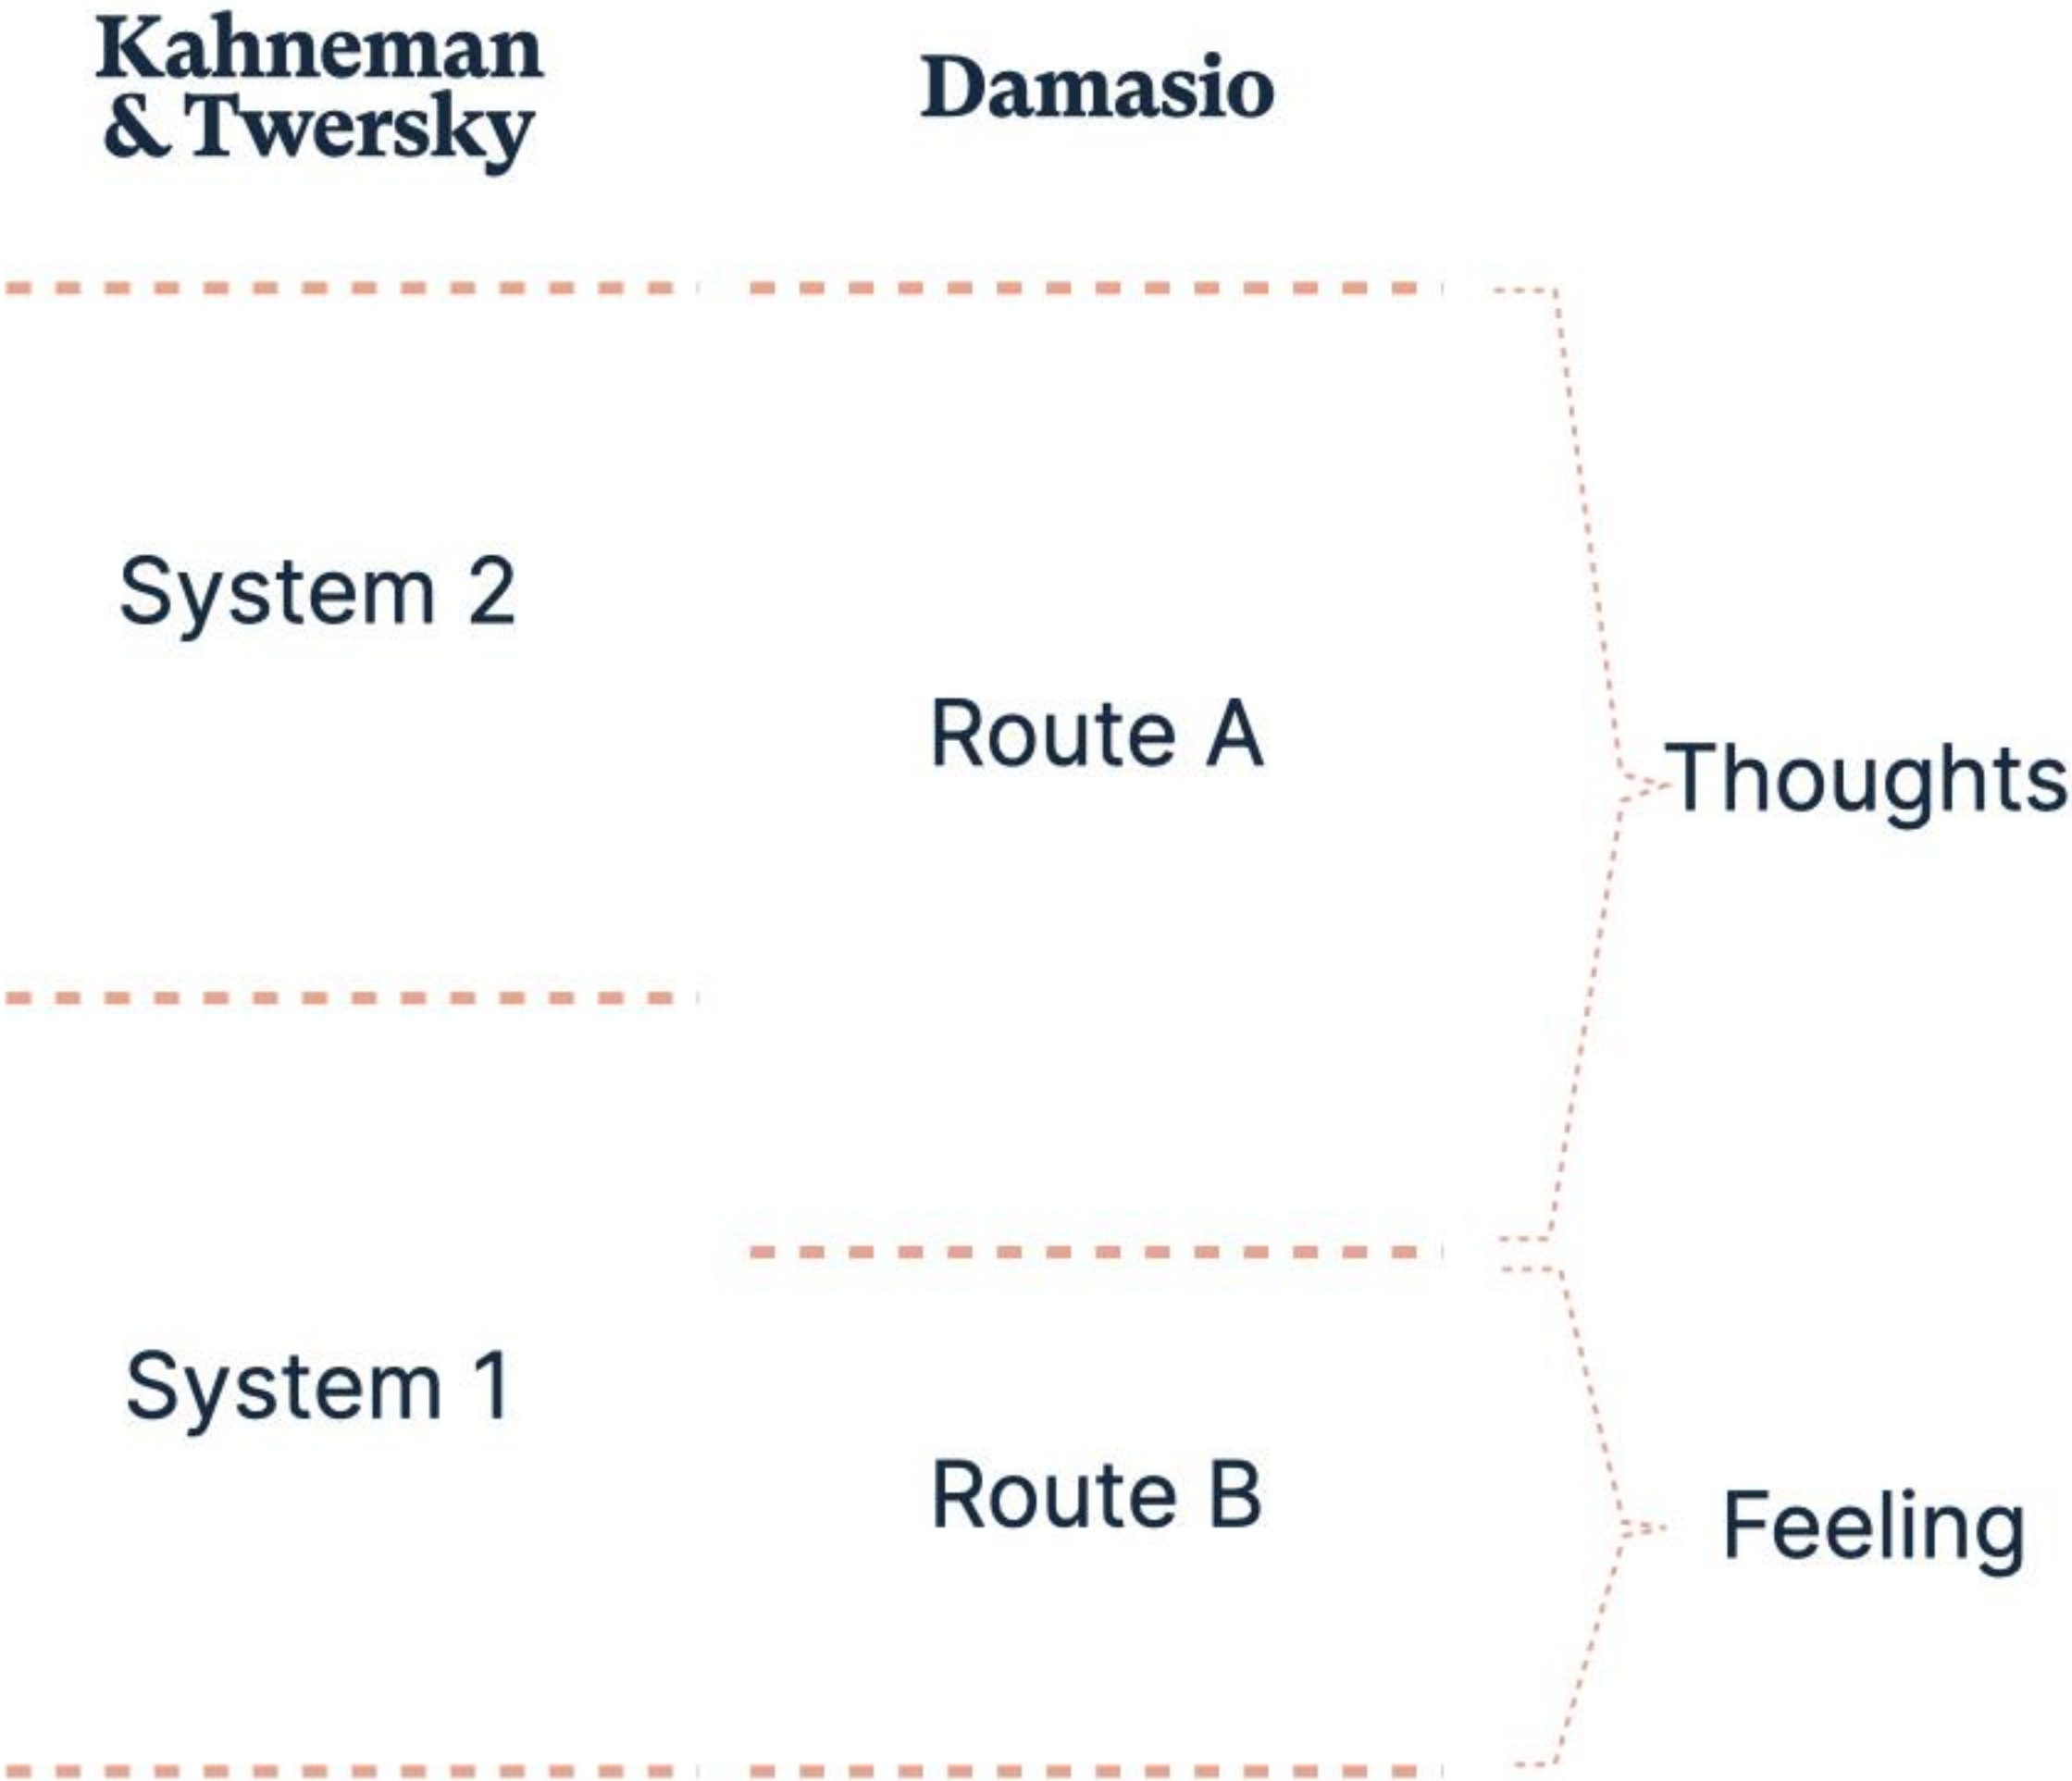 Kahneman
& Twersky
Damasio
System 2
Route A
Thoughts
System 1
Route B
Feeling